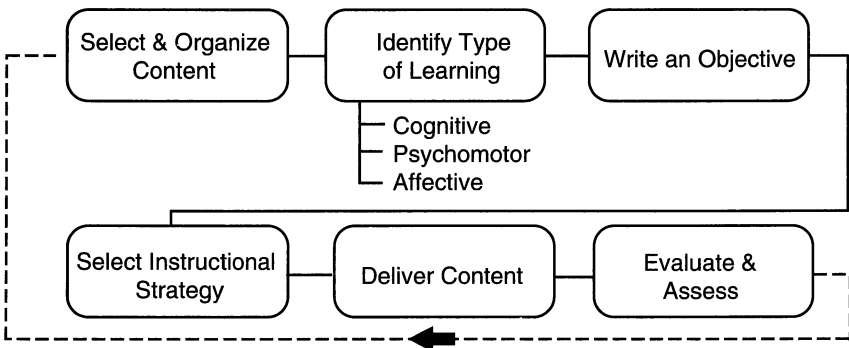 Select & Organize
Content
Identify Type
of Learning
Write an Objective
Cognitive
Psychomotor
Affective
Select Instructional
Strategy
Deliver Content
Evaluate &
Assess